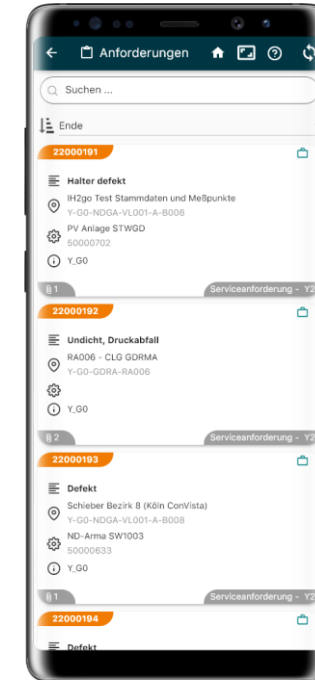 Anforderungen
Suchen ...
Ende
22000191
Halter defekt
IH2go Test Stammdaten und Meßpunkte
Y-G0-NDGA-VL001-A-B006
PV Anlage STWGD
50000702
Y_G0
1 Serviceanforderung - Y2
22000192
Undicht, Druckabfall
RA006 - CLG GDRMA
Y-G0-GDRA-RA006
Y_G0
2 Serviceanforderung - Y2
22000193
Defekt
Schieber Bezirk 8 (Köln ConVista)
Y-G0-NDGA-VL001-A-B008
ND-Arma SW1003
50000633
Y_G0
1 Serviceanforderung - Y2
22000194
Defekt